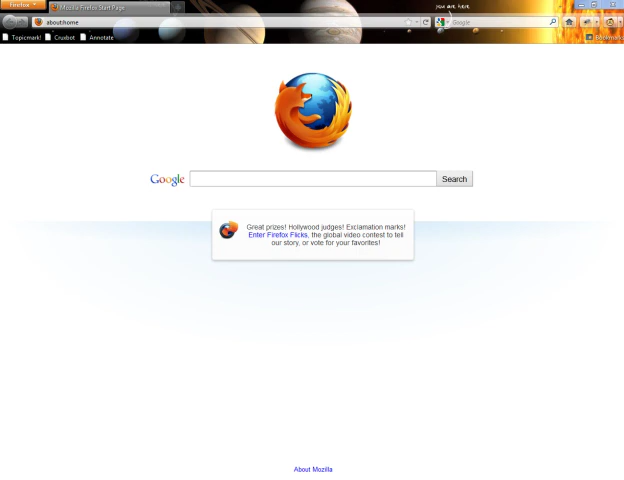 Firefox
Mozilla Firefox Start Page
you are here
about:home
Google
Topicmark!
Cruxbot
Annotate
Bookmarks
Google
Search
Great prizes! Hollywood judges! Exclamation marks!
Enter Firefox Flicks, the global video contest to tell
our story, or vote for your favorites!
About Mozilla